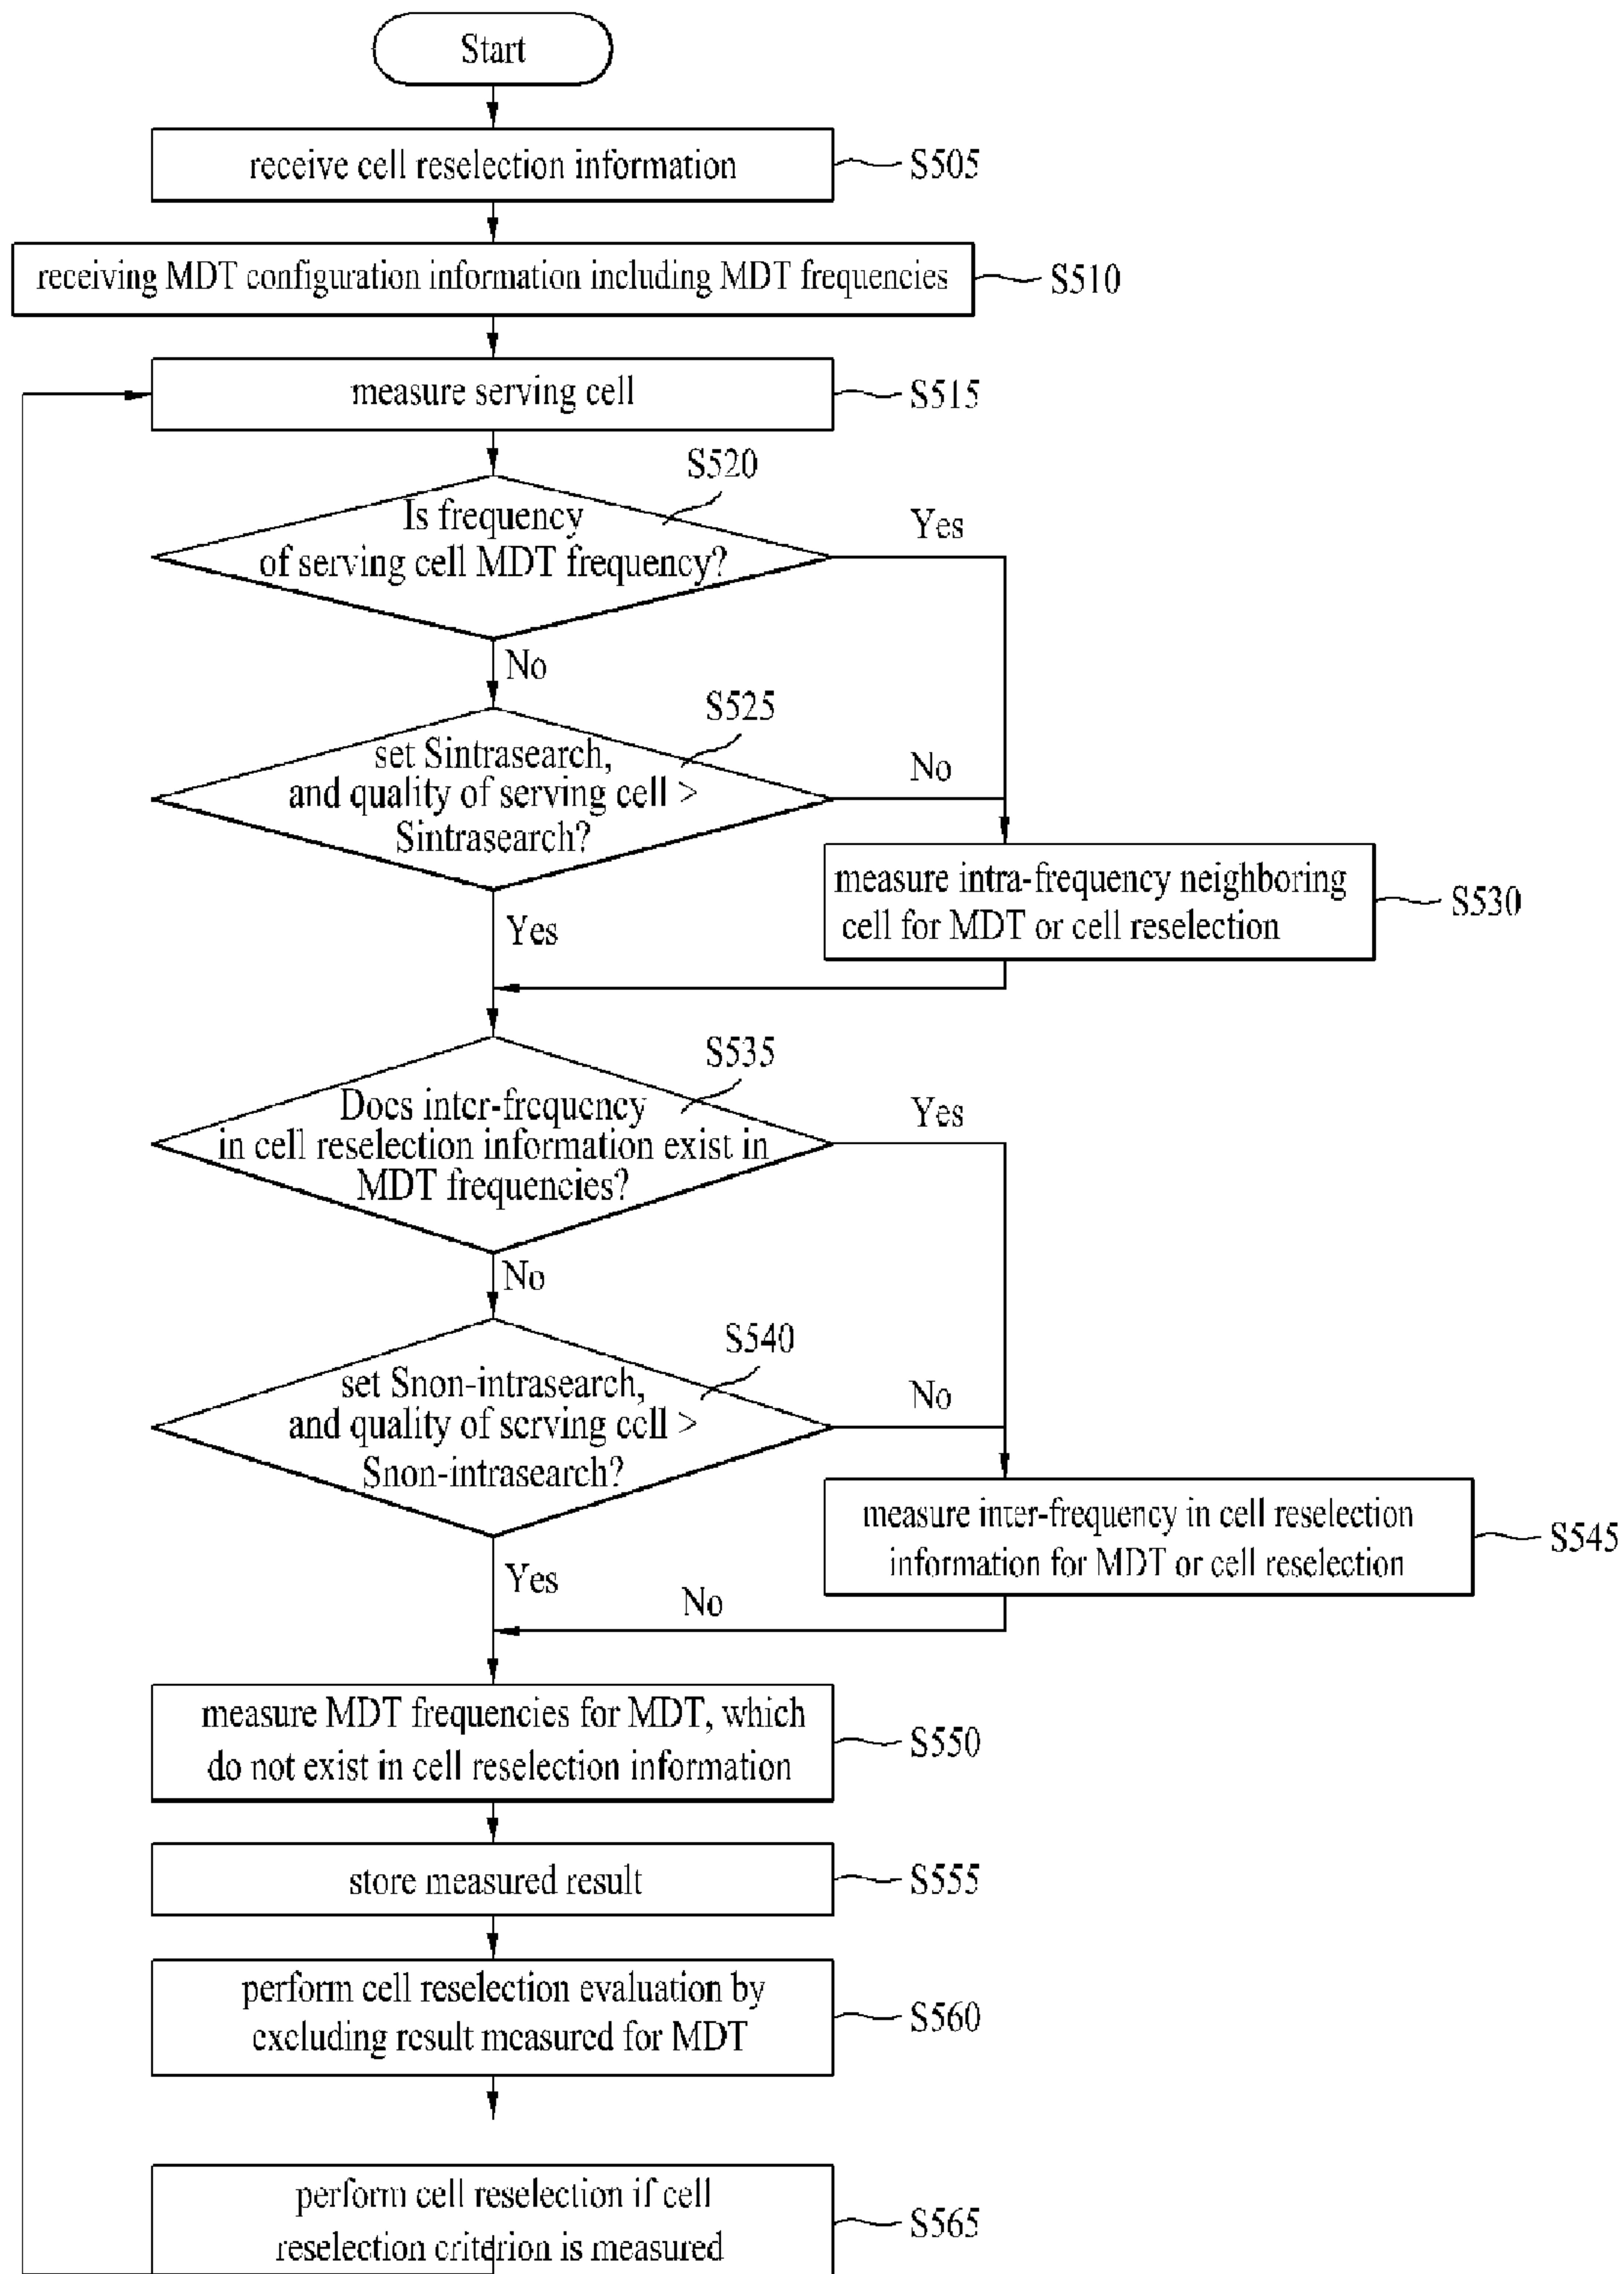 Start
receive cell reselection information
S505
receiving MDT configuration information including MDT frequencies
S510
measure serving cell
S515
S520
Is frequency
of serving cell MDT frequency?
Yes
No
S525
set Sintrasearch,
and quality of serving cell >
Sintrasearch?
No
Yes
measure intra-frequency neighboring
cell for MDT or cell reselection
S530
S535
Does inter-frequency
in cell reselection information exist in
MDT frequencies?
Yes
No
S540
set Snon-intrasearch,
and quality of serving cell >
Snon-intrasearch?
No
Yes
measure inter-frequency in cell reselection
information for MDT or cell reselection
S545
No
measure MDT frequencies for MDT, which
do not exist in cell reselection information
S550
store measured result
S555
perform cell reselection evaluation by
excluding result measured for MDT
S560
perform cell reselection if cell
reselection criterion is measured
S565